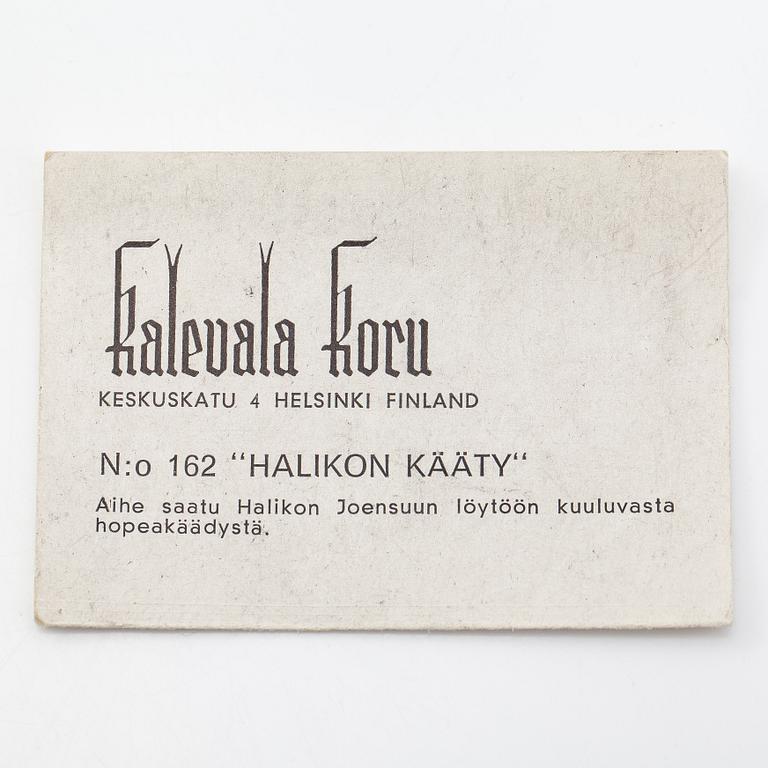 Kalevala Koru
KESKUSKATU 4 HELSINKI FINLAND
N:o 162 “HALIKON KÄÄTY“
Aihe saatu Halikon Joensuun löytöön kuuluvasta
hopeakäädystä.